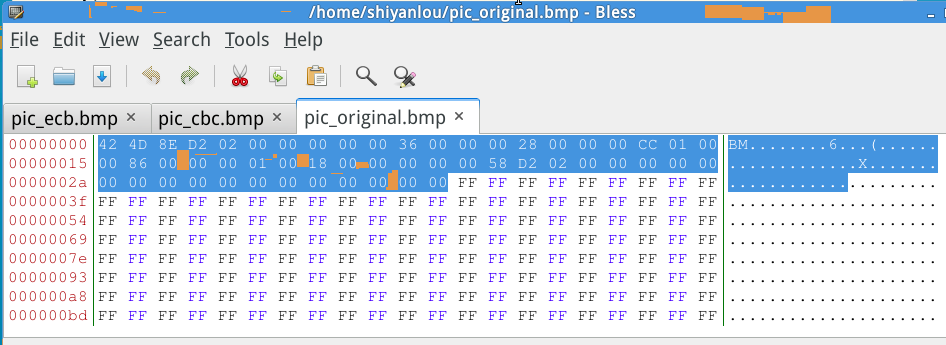 /home/shiyanlou/pic_original.bmp - Bless
File Edit View Search Tools Help
pic_ecb.bmp × pic_cbc.bmp × pic_original.bmp ×
00000000 42 4D 8E D2 02 00 00 00 00 00 36 00 00 00 28 00 00 00 CC 01 00 BM........6...(......
00000015 00 86 00 00 00 01 00 18 00 00 00 00 00 58 D2 02 00 00 00 00 00 .............X.......
0000002a 00 00 00 00 00 00 00 00 00 00 00 00 FF FF FF FF FF FF FF FF FF .....................
0000003f FF FF FF FF FF FF FF FF FF FF FF FF FF FF FF FF FF FF FF FF FF .....................
00000054 FF FF FF FF FF FF FF FF FF FF FF FF FF FF FF FF FF FF FF FF FF .....................
00000069 FF FF FF FF FF FF FF FF FF FF FF FF FF FF FF FF FF FF FF FF FF .....................
0000007e FF FF FF FF FF FF FF FF FF FF FF FF FF FF FF FF FF FF FF FF FF .....................
00000093 FF FF FF FF FF FF FF FF FF FF FF FF FF FF FF FF FF FF FF FF FF .....................
000000a8 FF FF FF FF FF FF FF FF FF FF FF FF FF FF FF FF FF FF FF FF FF .....................
000000bd FF FF FF FF FF FF FF FF FF FF FF FF FF FF FF FF FF FF FF FF FF .....................